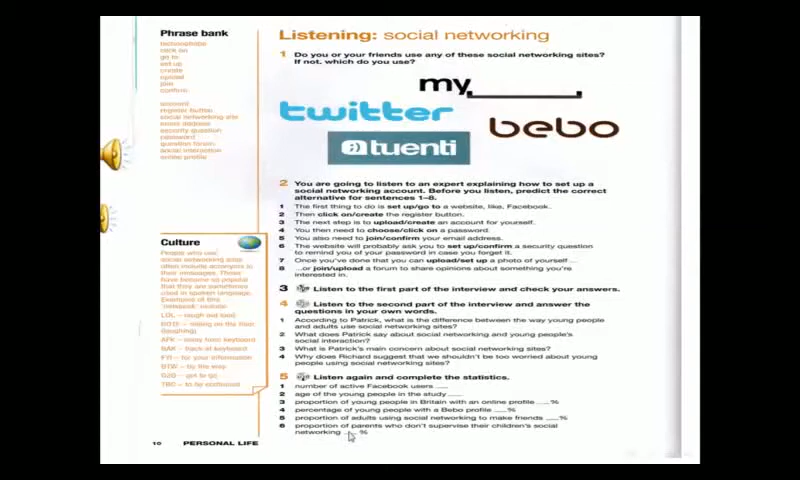 Phrase bank
technophobe
click on
go to
set up
create
upload
join
confirm
account
register button
social networking site
email address
security question
password
question forum
social interaction
online profile
Culture
People who use
social networking sites
often include acronyms in
their messages. These
have become so popular
that they are sometimes
used in spoken language.
Examples of this
'netspeak' include:
LOL – laugh out loud
ROTF – rolling on the floor
(laughing)
AFK – away from keyboard
BAK – back at keyboard
FYI – for your information
BTW – by the way
G2G – got to go
TBC – to be continued
10 PERSONAL LIFE
Listening: social networking
1 Do you or your friends use any of these social networking sites?
If not, which do you use?
my
twitter
bebo
tuenti
2 You are going to listen to an expert explaining how to set up a
social networking account. Before you listen, predict the correct
alternative for sentences 1–8.
1 The first thing to do is set up/go to a website, like, Facebook.
2 Then click on/create the register button.
3 The next step is to upload/create an account for yourself.
4 You then need to choose/click on a password.
5 You also need to join/confirm your email address.
6 The website will probably ask you to set up/confirm a security question
to remind you of your password in case you forget it.
7 Once you've done that you can upload/set up a photo of yourself ...
8 ... or join/upload a forum to share opinions about something you're
interested in.
3 Listen to the first part of the interview and check your answers.
4 Listen to the second part of the interview and answer the
questions in your own words.
1 According to Patrick, what is the difference between the way young people
and adults use social networking sites?
2 What does Patrick say about social networking and young people's
social interaction?
3 What is Patrick's main concern about social networking sites?
4 Why does Richard suggest that we shouldn't be too worried about young
people using social networking sites?
5 Listen again and complete the statistics.
1 number of active Facebook users ___
2 age of the young people in the study ___
3 proportion of young people in Britain with an online profile ___%
4 percentage of young people with a Bebo profile ___%
5 proportion of adults using social networking to make friends ___%
6 proportion of parents who don't supervise their children's social
networking ___%